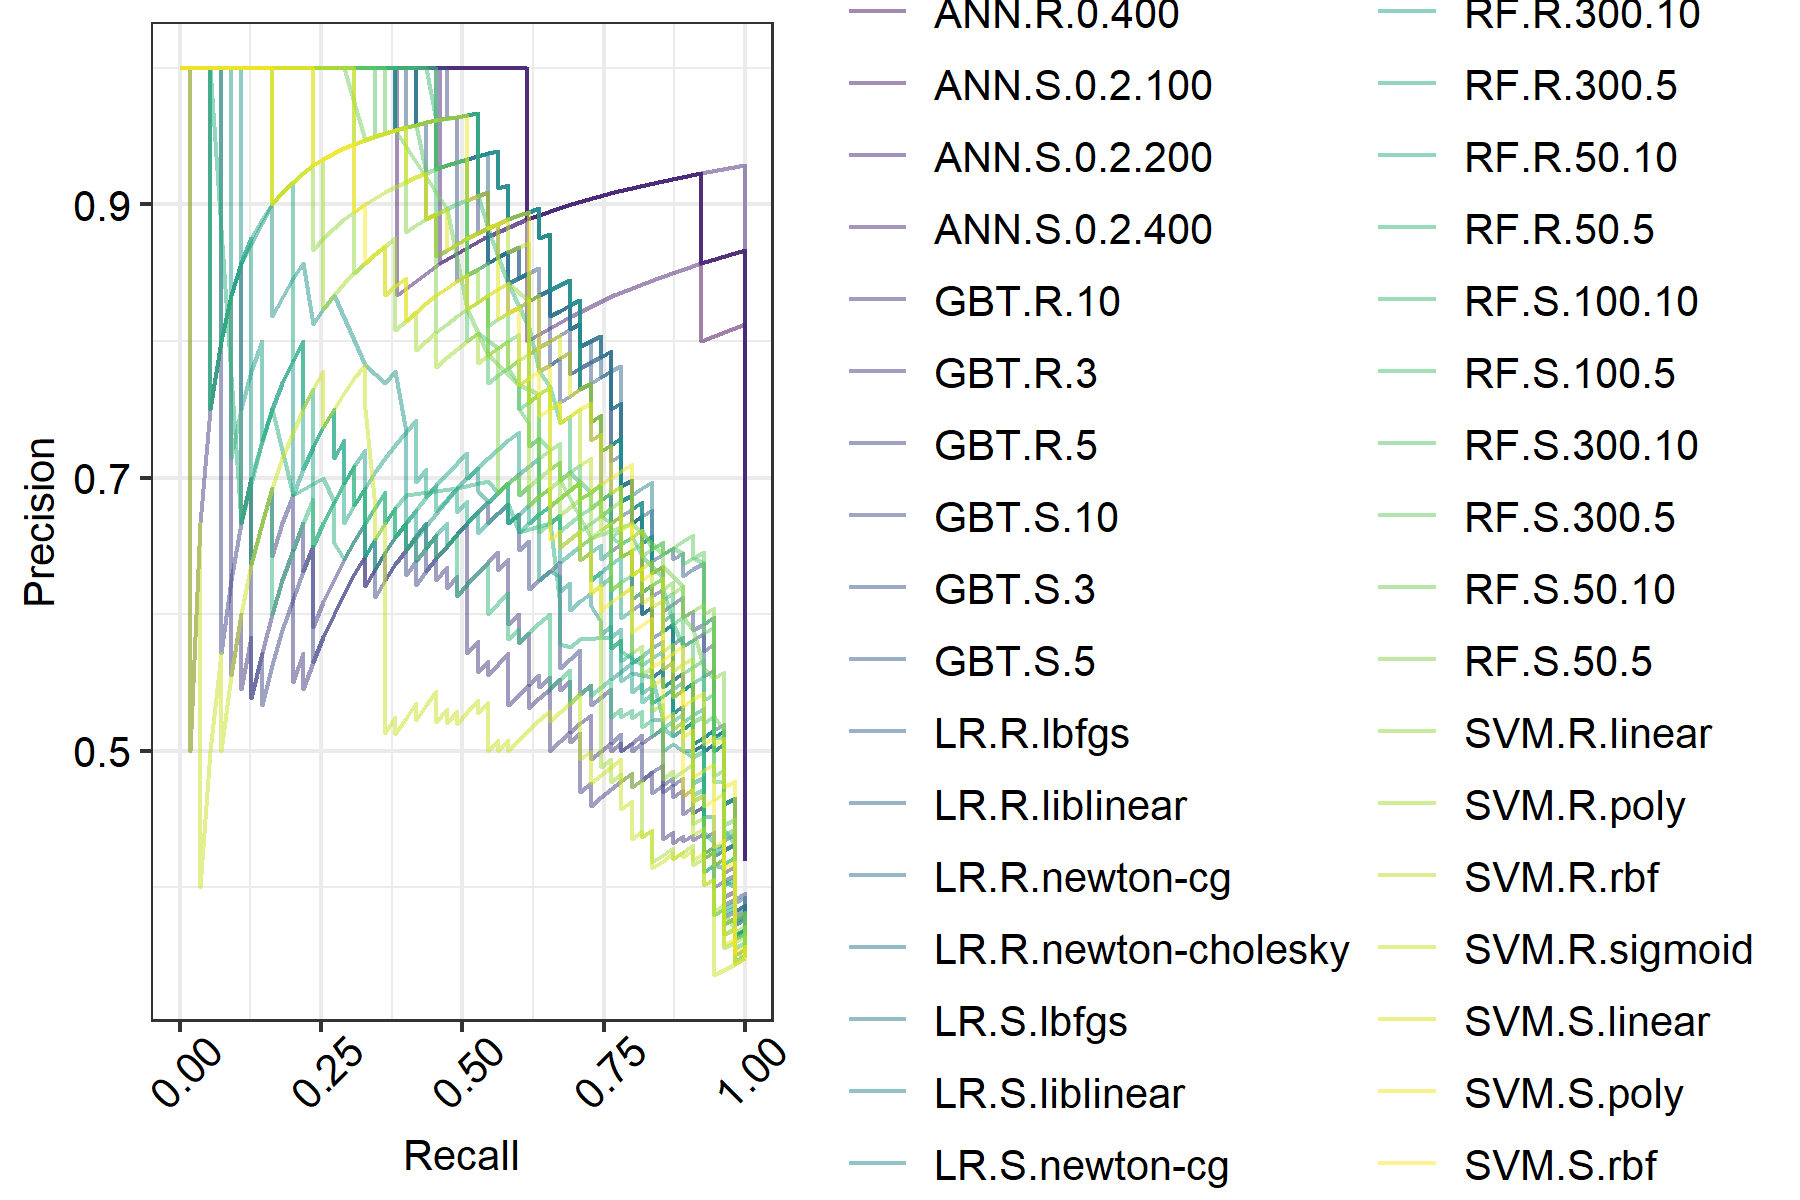 Precision
0.9
0.7
0.5
0.00
0.25
0.50
0.75
1.00
Recall
ANN.R.0.400
ANN.S.0.2.100
ANN.S.0.2.200
ANN.S.0.2.400
GBT.R.10
GBT.R.3
GBT.R.5
GBT.S.10
GBT.S.3
GBT.S.5
LR.R.lbfgs
LR.R.liblinear
LR.R.newton-cg
LR.R.newton-cholesky
LR.S.lbfgs
LR.S.liblinear
LR.S.newton-cg
RF.R.300.10
RF.R.300.5
RF.R.50.10
RF.R.50.5
RF.S.100.10
RF.S.100.5
RF.S.300.10
RF.S.300.5
RF.S.50.10
RF.S.50.5
SVM.R.linear
SVM.R.poly
SVM.R.rbf
SVM.R.sigmoid
SVM.S.linear
SVM.S.poly
SVM.S.rbf